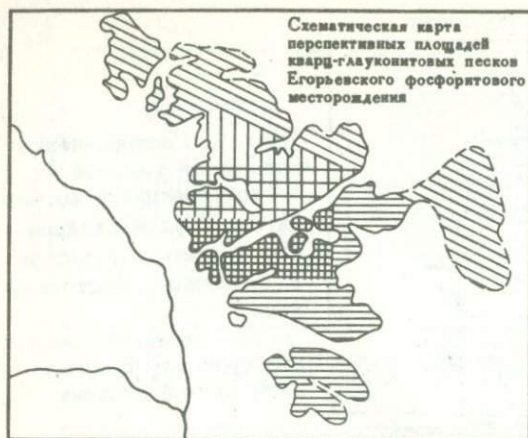 Схематическая карта
перспективных площадей
кварц-глауконитовых песков
Егорьевского фосфоритового
месторождения